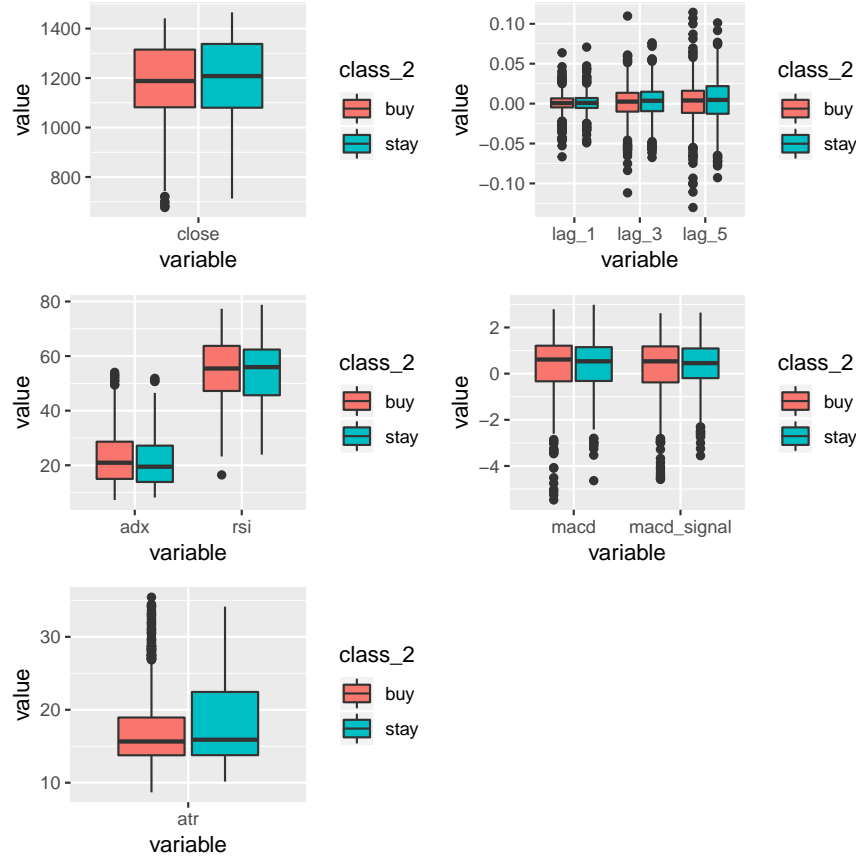 1400
1200
1000
800
value
close
variable
class_2
buy
stay
0.10
0.05
0.00
−0.05
−0.10
value
lag_1 lag_3 lag_5
variable
class_2
buy
stay
80
60
40
20
value
adx rsi
variable
class_2
buy
stay
2
0
−2
−4
value
macd macd_signal
variable
class_2
buy
stay
30
20
10
value
atr
variable
class_2
buy
stay